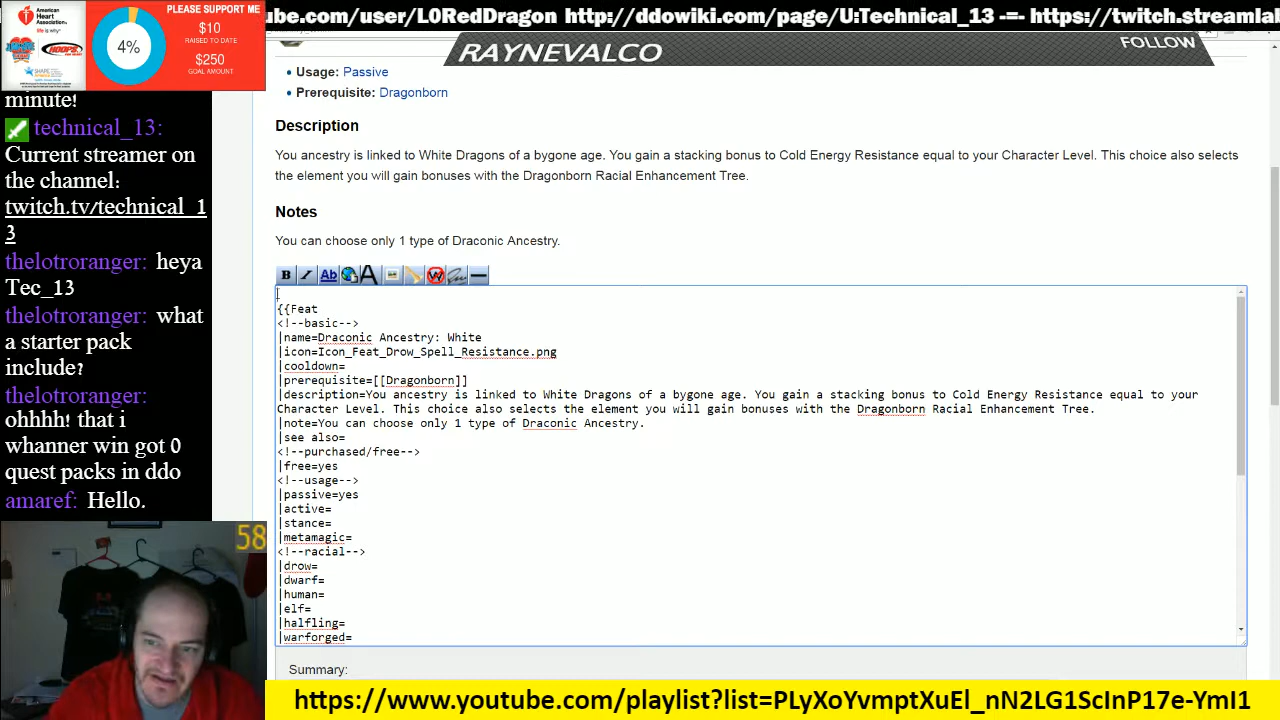 American
Heart
Association
HOOPS
4%
PLEASE SUPPORT ME
$10
RAISED TO DATE
$250
GOAL AMOUNT
ube.com/user/L0Reddragon http://ddowiki.com/page/U:Technical_13 -=- https://twitch.streamlab
RAYNEVALCO
FOLLOW
minute!
technical_13:
Current streamer on
the channel:
twitch.tv/technical_1
3
thelotroranger: heya
Tec_13
thelotroranger: what
a starter pack
include?
thelotroranger:
ohhhh! that i
whanner win got 0
quest packs in ddo
amaref: Hello.
58
Usage: Passive
Prerequisite: Dragonborn
Description
You ancestry is linked to White Dragons of a bygone age. You gain a stacking bonus to Cold Energy Resistance equal to your Character Level. This choice also selects
the element you will gain bonuses with the Dragonborn Racial Enhancement Tree.
Notes
You can choose only 1 type of Draconic Ancestry.
B I Ab A W
{{Feat
<!--basic-->
|name=Draconic Ancestry: White
|icon=Icon_Feat_Drow_Spell_Resistance.png
|cooldown=
|prerequisite=[[Dragonborn]]
|description=You ancestry is linked to White Dragons of a bygone age. You gain a stacking bonus to Cold Energy Resistance equal to your
Character Level. This choice also selects the element you will gain bonuses with the Dragonborn Racial Enhancement Tree.
|note=You can choose only 1 type of Draconic Ancestry.
|see also=
<!--purchased/free-->
|free=yes
<!--usage-->
|passive=yes
|active=
|stance=
|metamagic=
<!--racial-->
|drow=
|dwarf=
|human=
|elf=
|halfling=
|warforged=
Summary:
https://www.youtube.com/playlist?list=PLyXoYvmptXuEl_nN2LG1ScInP17e-YmI1